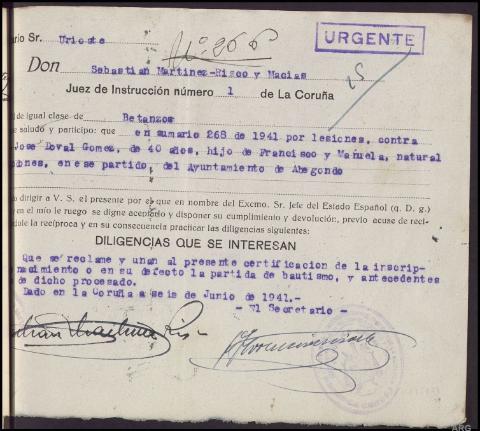 rio Sr. Urioste
Nº 266
URGENTE
Don Sebastian Martinez-Risco y Macias
Juez de Instrucción número 1 de La Coruña
l de igual clase de Betanzos
e saludo y participo: que en sumario 268 de 1941 por lesiones, contra
Jose Doval Gomez, de 40 años, hijo de Francisco y Manuela, natural
ones, en ese partido, del Ayuntamiento de Abegondo
o dirigir a V. S. el presente por el que en nombre del Excmo. Sr. Jefe del Estado Español (q. D. g.)
en el mío le ruego se digne aceptarlo y disponer su cumplimiento y devolución, previo acuse de reci-
dole la recíproca y en su consecuencia practicar las diligencias siguientes:
DILIGENCIAS QUE SE INTERESAN
Que se reclame y unan al presente certificacion de la inscrip-
nacimiento o en su defecto la partida de bautismo, y antecedentes
de dicho procesado.
Dado en la Coruña a seis de Junio de 1941.-
- El Secretario -
ARG